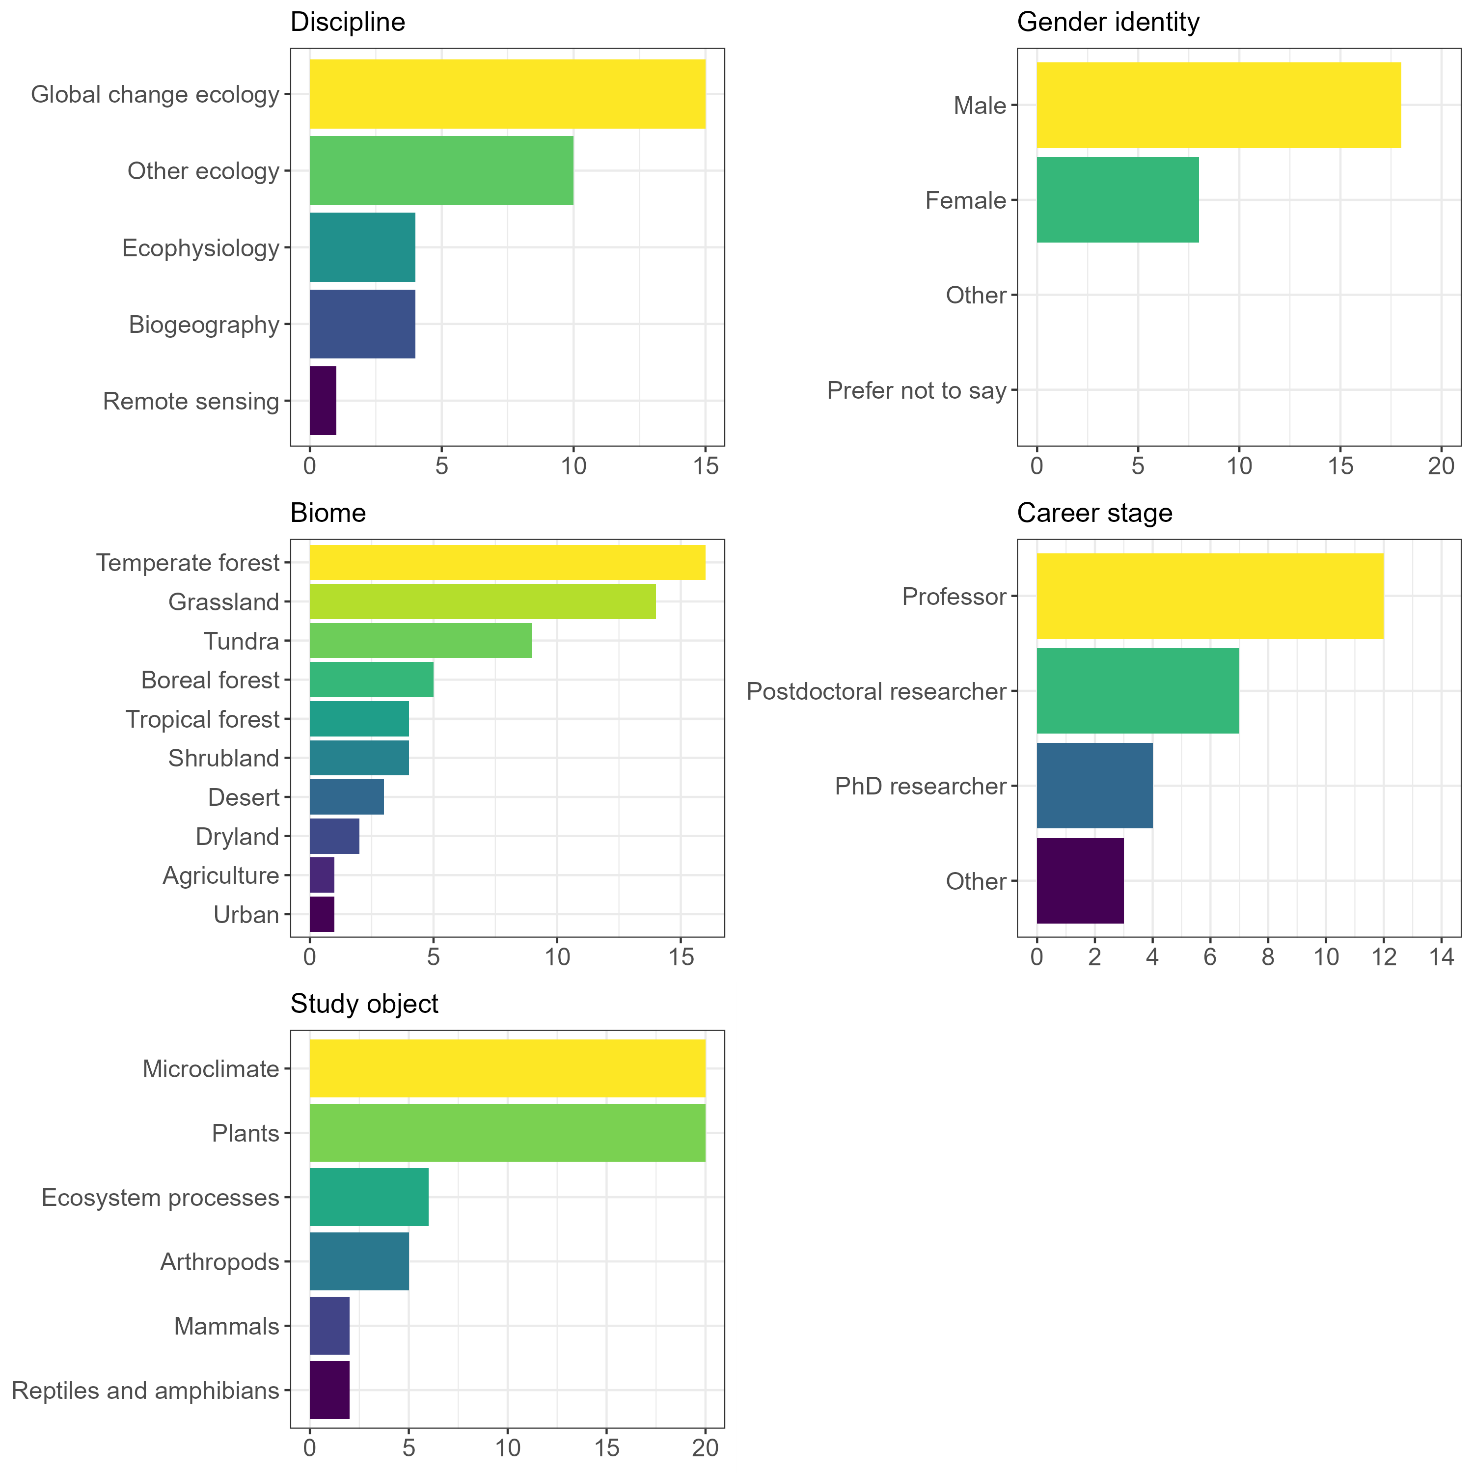 Discipline
Global change ecology
Other ecology
Ecophysiology
Biogeography
Remote sensing
0 5 10 15
Gender identity
Male
Female
Other
Prefer not to say
0 5 10 15 20
Biome
Temperate forest
Grassland
Tundra
Boreal forest
Tropical forest
Shrubland
Desert
Dryland
Agriculture
Urban
0 5 10 15
Career stage
Professor
Postdoctoral researcher
PhD researcher
Other
0 2 4 6 8 10 12 14
Study object
Microclimate
Plants
Ecosystem processes
Arthropods
Mammals
Reptiles and amphibians
0 5 10 15 20